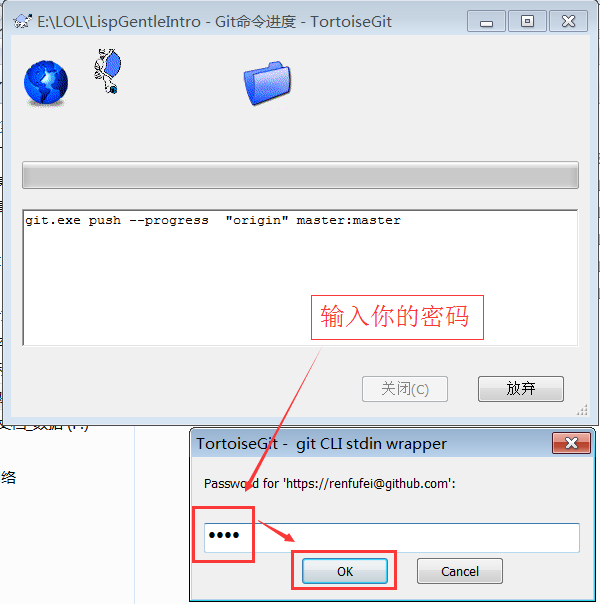 E:\LOL\LispGentleIntro - Git命令进度 - TortoiseGit
git.exe push --progress  "origin" master:master
输入你的密码
关闭(C)
放弃
络
TortoiseGit -  git CLI stdin wrapper
Password for 'https://renfufei@github.com':
••••
OK
Cancel